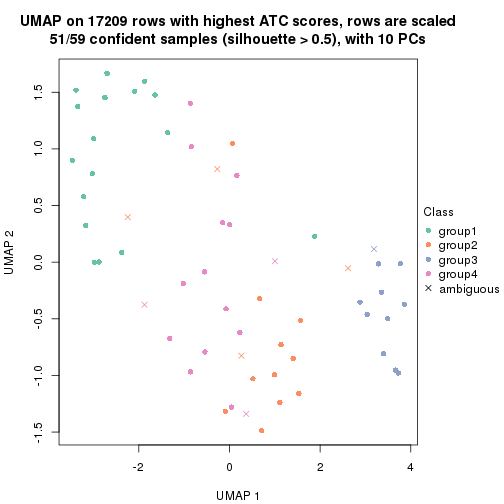 UMAP on 17209 rows with highest ATC scores, rows are scaled
51/59 confident samples (silhouette > 0.5), with 10 PCs
1.5
1.0
0.5
0.0
-0.5
-1.0
-1.5
UMAP 2
-2
0
2
4
UMAP 1
Class
group1
group2
group3
group4
ambiguous